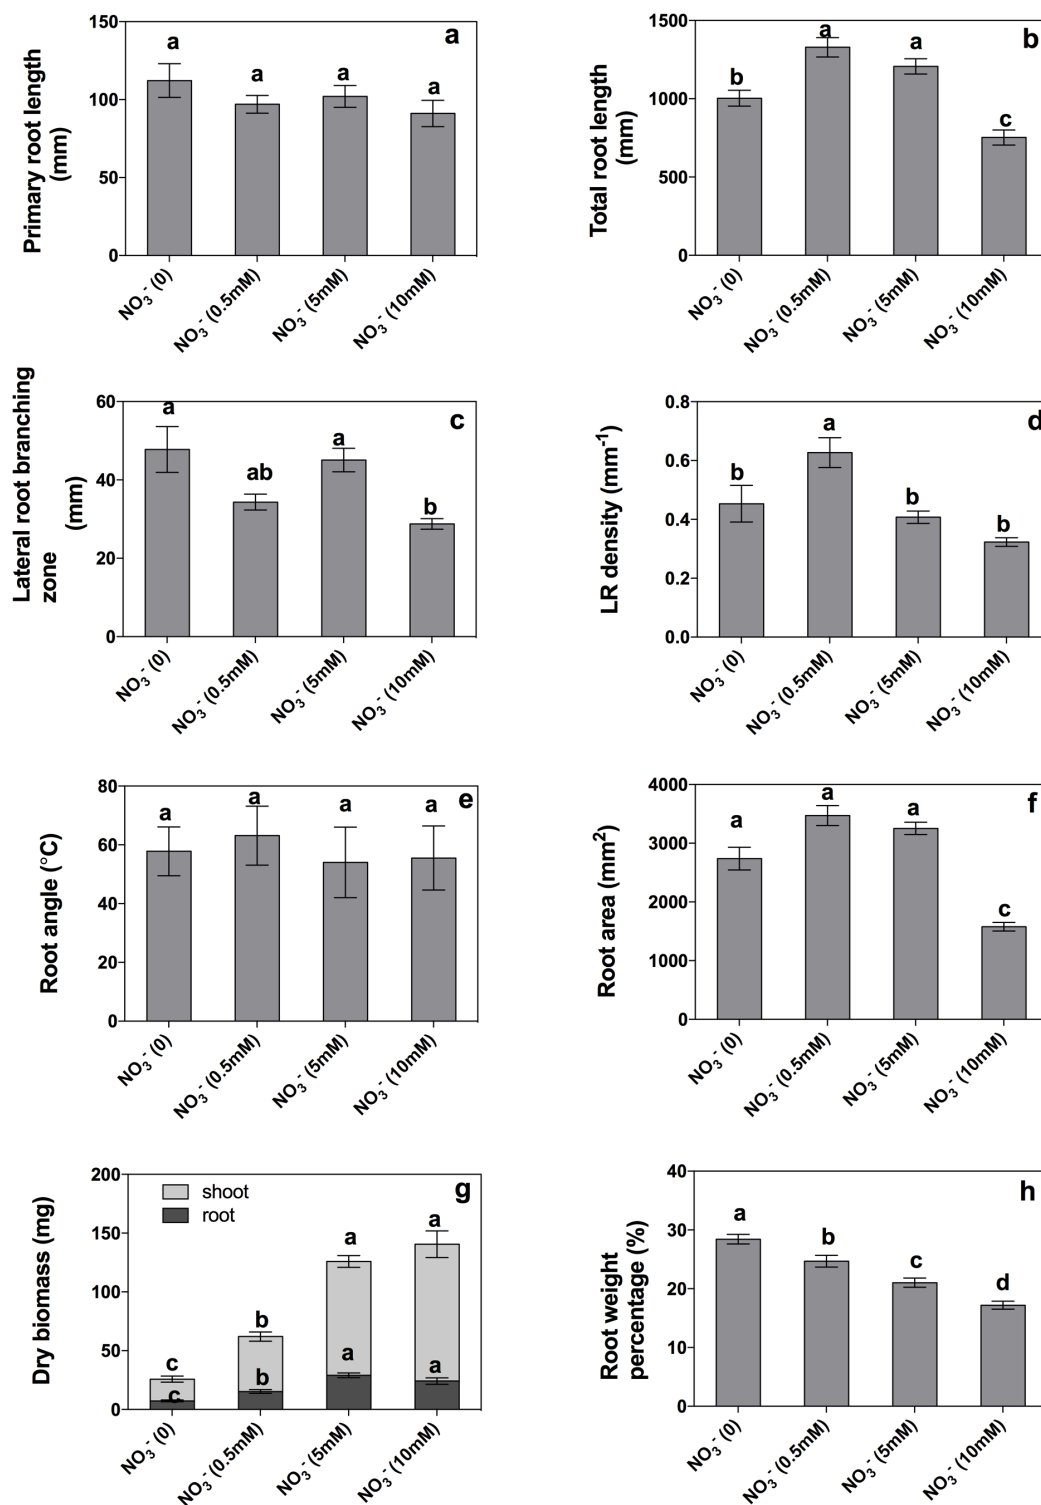 a
Primary root length
(mm)
150
100
50
0
a
a
a
a
NO₃⁻ (0)
NO₃⁻ (0.5mM)
NO₃⁻ (5mM)
NO₃⁻ (10mM)
b
Total root length
(mm)
1500
1000
500
0
b
a
a
c
NO₃⁻ (0)
NO₃⁻ (0.5mM)
NO₃⁻ (5mM)
NO₃⁻ (10mM)
c
Lateral root branching
zone (mm)
60
40
20
0
a
ab
a
b
NO₃⁻ (0)
NO₃⁻ (0.5mM)
NO₃⁻ (5mM)
NO₃⁻ (10mM)
d
LR density (mm⁻¹)
0.8
0.6
0.4
0.2
0.0
b
a
b
b
NO₃⁻ (0)
NO₃⁻ (0.5mM)
NO₃⁻ (5mM)
NO₃⁻ (10mM)
e
Root angle (°C)
80
60
40
20
0
a
a
a
a
NO₃⁻ (0)
NO₃⁻ (0.5mM)
NO₃⁻ (5mM)
NO₃⁻ (10mM)
f
Root area (mm²)
4000
3000
2000
1000
0
a
a
a
c
NO₃⁻ (0)
NO₃⁻ (0.5mM)
NO₃⁻ (5mM)
NO₃⁻ (10mM)
g
Dry biomass (mg)
200
150
100
50
0
shoot
root
c
c
b
b
a
a
a
a
NO₃⁻ (0)
NO₃⁻ (0.5mM)
NO₃⁻ (5mM)
NO₃⁻ (10mM)
h
Root weight
percentage (%)
40
30
20
10
0
a
b
c
d
NO₃⁻ (0)
NO₃⁻ (0.5mM)
NO₃⁻ (5mM)
NO₃⁻ (10mM)